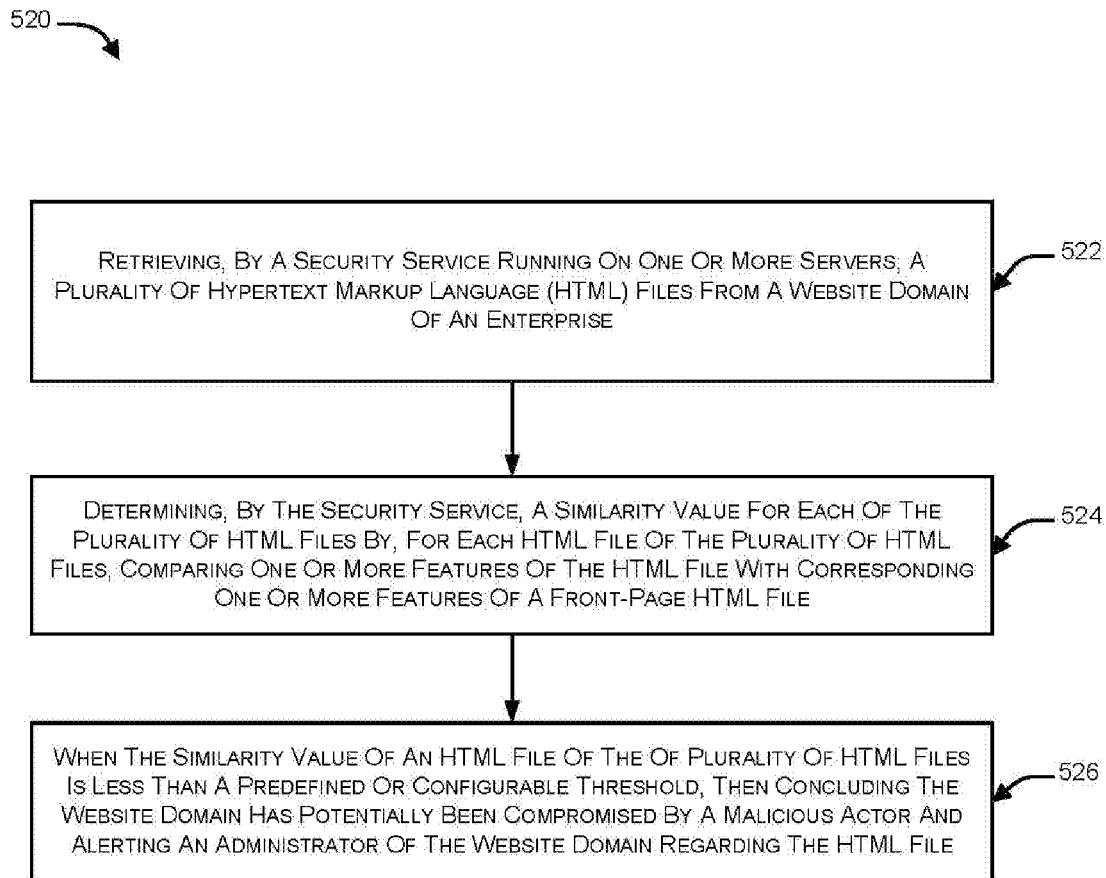 520
RETRIEVING, BY A SECURITY SERVICE RUNNING ON ONE OR MORE SERVERS, A
PLURALITY OF HYPERTEXT MARKUP LANGUAGE (HTML) FILES FROM A WEBSITE DOMAIN
OF AN ENTERPRISE
522
DETERMINING, BY THE SECURITY SERVICE, A SIMILARITY VALUE FOR EACH OF THE
PLURALITY OF HTML FILES BY, FOR EACH HTML FILE OF THE PLURALITY OF HTML
FILES, COMPARING ONE OR MORE FEATURES OF THE HTML FILE WITH CORRESPONDING
ONE OR MORE FEATURES OF A FRONT-PAGE HTML FILE
524
WHEN THE SIMILARITY VALUE OF AN HTML FILE OF THE OF PLURALITY OF HTML FILES
IS LESS THAN A PREDEFINED OR CONFIGURABLE THRESHOLD, THEN CONCLUDING THE
WEBSITE DOMAIN HAS POTENTIALLY BEEN COMPROMISED BY A MALICIOUS ACTOR AND
ALERTING AN ADMINISTRATOR OF THE WEBSITE DOMAIN REGARDING THE HTML FILE
526